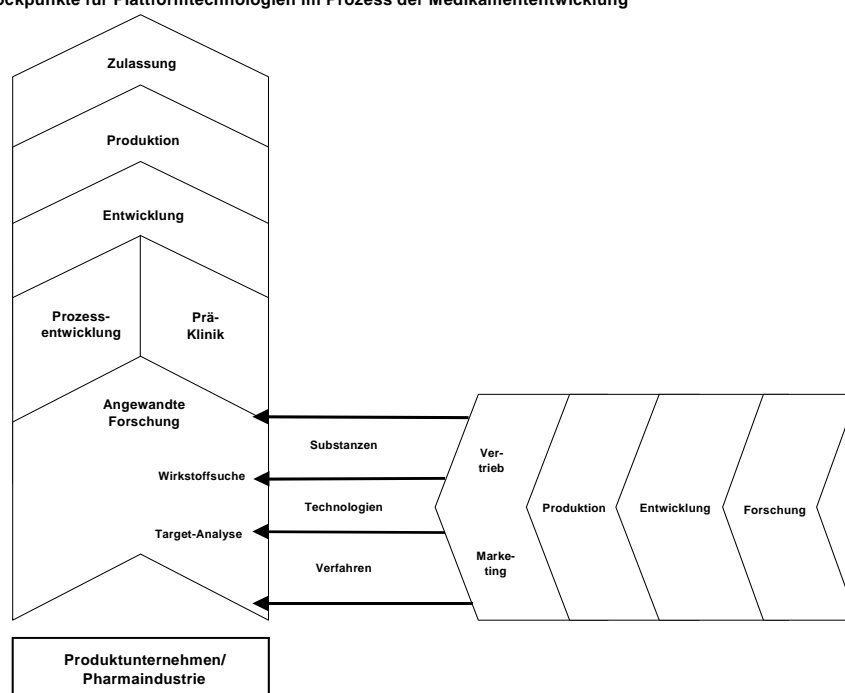 ckpunkte für Plattformtechnologien im Prozess der Medikamentenentwicklung
Zulassung
Produktion
Entwicklung
Prozess-
entwicklung
Prä-
Klinik
Angewandte
Forschung
Wirkstoffsuche
Target-Analyse
Substanzen
Technologien
Verfahren
Ver-
trieb
Marke-
ting
Produktion
Entwicklung
Forschung
Produktunternehmen/
Pharmaindustrie